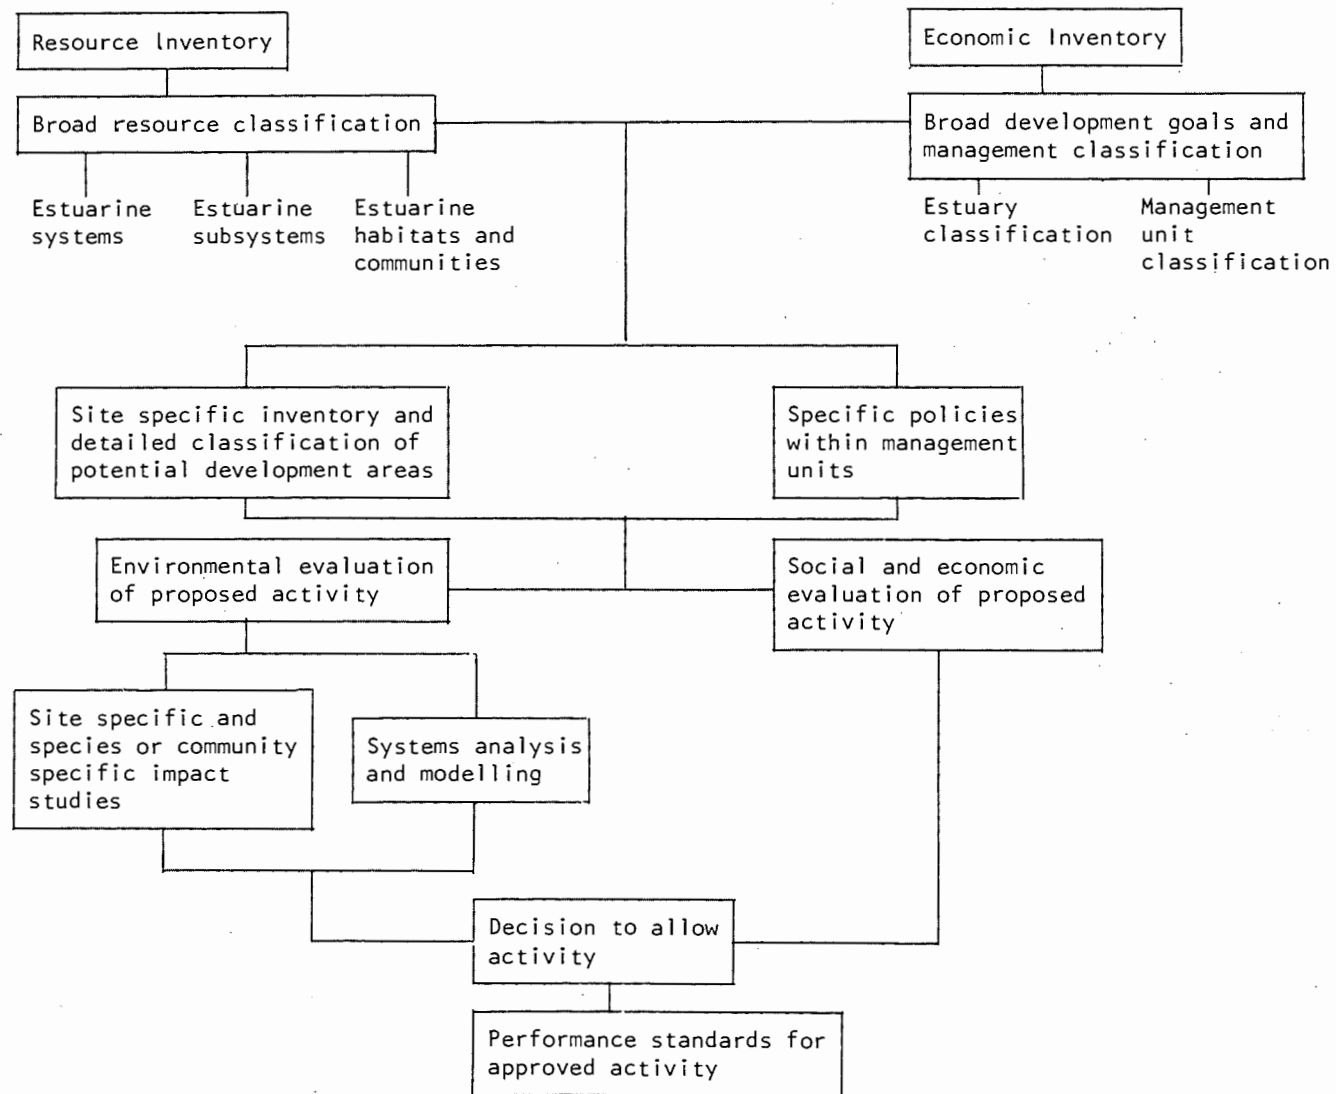 Resource Inventory
Economic Inventory
Broad resource classification
Broad development goals and
management classification
Estuarine
systems
Estuarine
subsystems
Estuarine
habitats and
communities
Estuary
classification
Management
unit
classification
Site specific inventory and
detailed classification of
potential development areas
Specific policies
within management
units
Environmental evaluation
of proposed activity
Social and economic
evaluation of proposed
activity
Site specific and
species or community
specific impact
studies
Systems analysis
and modelling
Decision to allow
activity
Performance standards for
approved activity